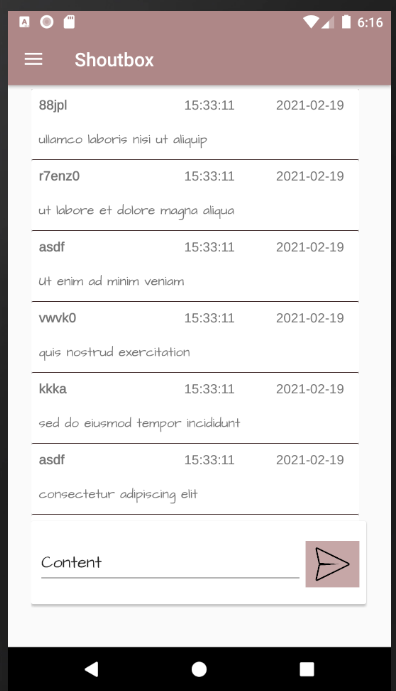 6:16
Shoutbox
88jpl 15:33:11 2021-02-19
ullamco laboris nisi ut aliquip
r7enz0 15:33:11 2021-02-19
ut labore et dolore magna aliqua
asdf 15:33:11 2021-02-19
Ut enim ad minim veniam
vwvk0 15:33:11 2021-02-19
quis nostrud exercitation
kkka 15:33:11 2021-02-19
sed do eiusmod tempor incididunt
asdf 15:33:11 2021-02-19
consectetur adipiscing elit
Content